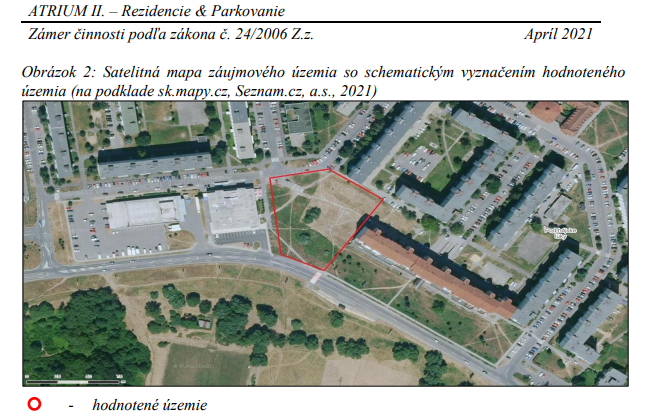 ATRIUM II. – Rezidencie & Parkovanie
Zámer činnosti podľa zákona č. 24/2006 Z.z. Apríl 2021
Obrázok 2: Satelitná mapa záujmového územia so schematickým vyznačením hodnoteného
územia (na podklade sk.mapy.cz, Seznam.cz, a.s., 2021)
- hodnotené územie